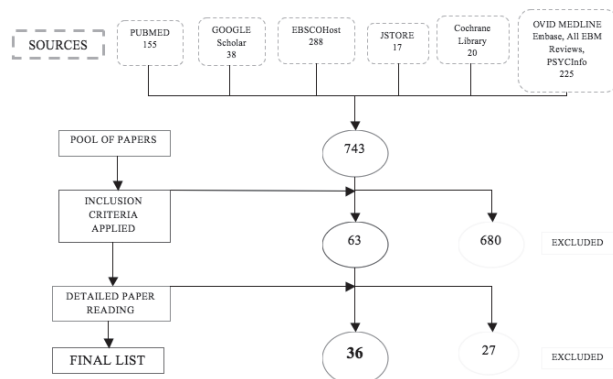 SOURCES
PUBMED
155
GOOGLE
Scholar
38
EBSCOHost
288
JSTORE
17
Cochrane
Library
20
OVID MEDLINE
Embase, All EBM
Reviews,
PSYCInfo
225
POOL OF PAPERS
743
INCLUSION
CRITERIA
APPLIED
63
680
EXCLUDED
DETAILED PAPER
READING
FINAL LIST
36
27
EXCLUDED